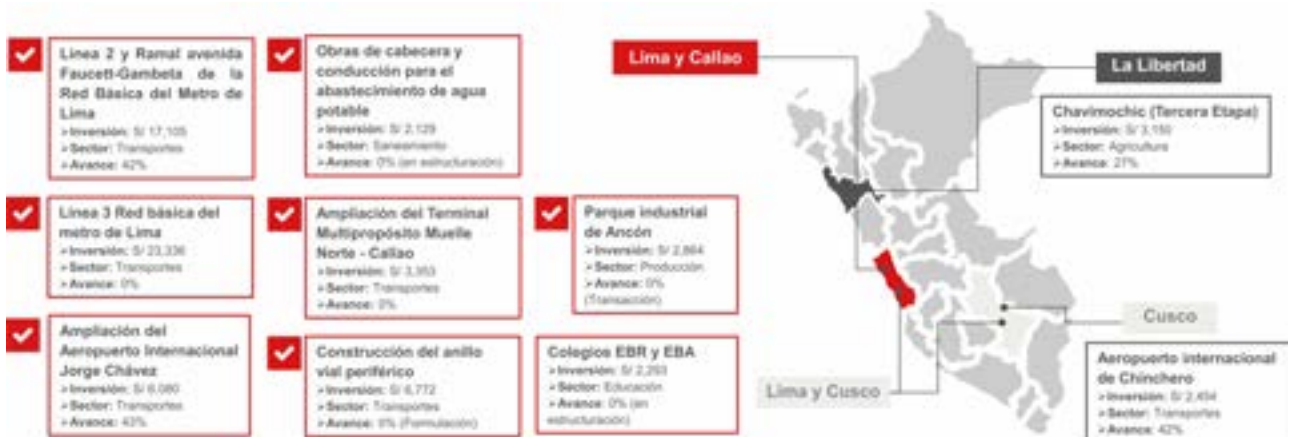 Línea 2 y Ramal avenida
Faucett-Gambeta de la
Red Básica del Metro de
Lima
➢Inversión: S/ 17,105
➢Sector: Transportes
➢Avance: 42%
Obras de cabecera y
conducción para el
abastecimiento de agua
potable
➢Inversión: S/ 2,129
➢Sector: Saneamiento
➢Avance: 0% (en estructuración)
Línea 3 Red básica del
metro de Lima
➢Inversión: S/ 23,336
➢Sector: Transportes
➢Avance: 0%
Ampliación del Terminal
Multipropósito Muelle
Norte - Callao
➢Inversión: S/ 3,353
➢Sector: Transportes
➢Avance: 0%
Parque industrial
de Ancón
➢Inversión: S/ 2,864
➢Sector: Producción
➢Avance: 0%
(Transacción)
Ampliación del
Aeropuerto Internacional
Jorge Chávez
➢Inversión: S/ 6,080
➢Sector: Transportes
➢Avance: 43%
Construcción del anillo
vial periférico
➢Inversión: S/ 6,772
➢Sector: Transportes
➢Avance: 0% (Formulación)
Colegios EBR y EBA
➢Inversión: S/ 2,293
➢Sector: Educación
➢Avance: 0% (en
estructuración)
Lima y Callao
La Libertad
Chavimochic (Tercera Etapa)
➢Inversión: S/ 3,150
➢Sector: Agricultura
➢Avance: 27%
Cusco
Lima y Cusco
Aeropuerto internacional
de Chinchero
➢Inversión: S/ 2,454
➢Sector: Transportes
➢Avance: 42%